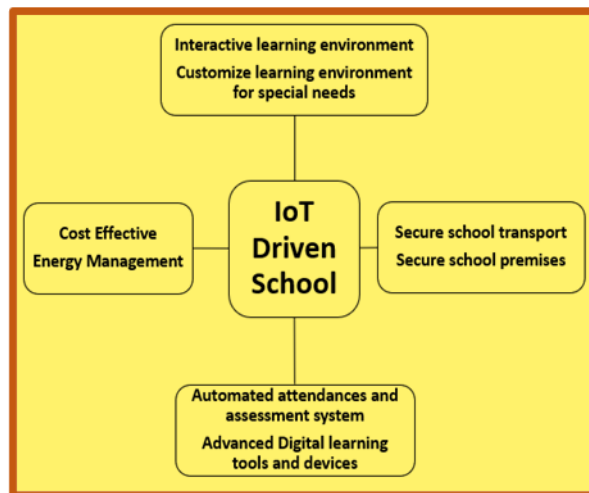 Interactive learning environment
Customize learning environment
for special needs
Cost Effective
Energy Management
IoT
Driven
School
Secure school transport
Secure school premises
Automated attendances and
assessment system
Advanced Digital learning
tools and devices